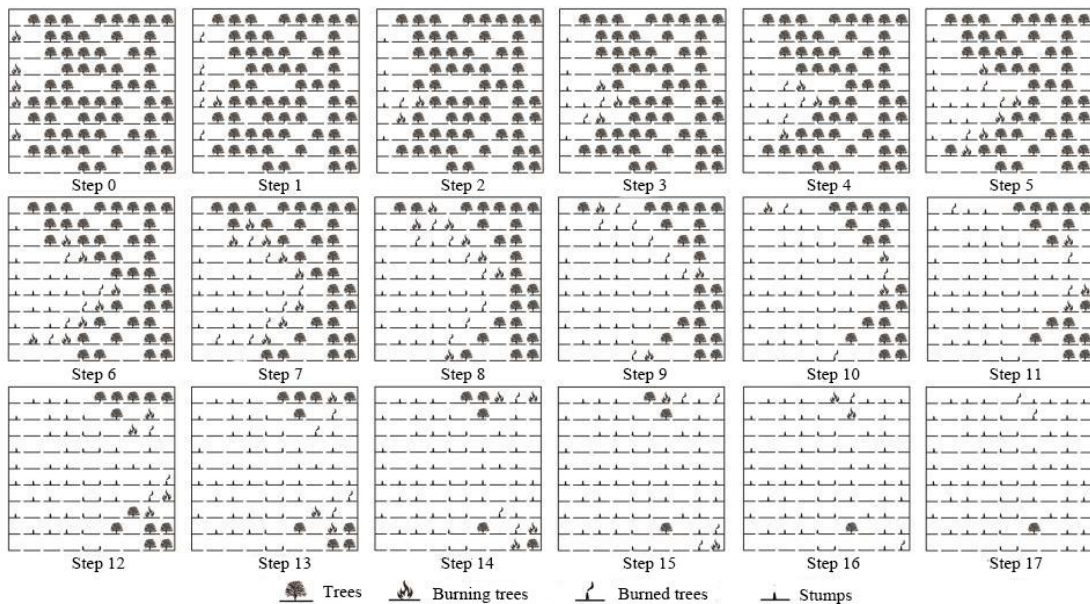 Step 0 Step 1 Step 2 Step 3 Step 4 Step 5
Step 6 Step 7 Step 8 Step 9 Step 10 Step 11
Step 12 Step 13 Step 14 Step 15 Step 16 Step 17
Trees Burning trees Burned trees Stumps